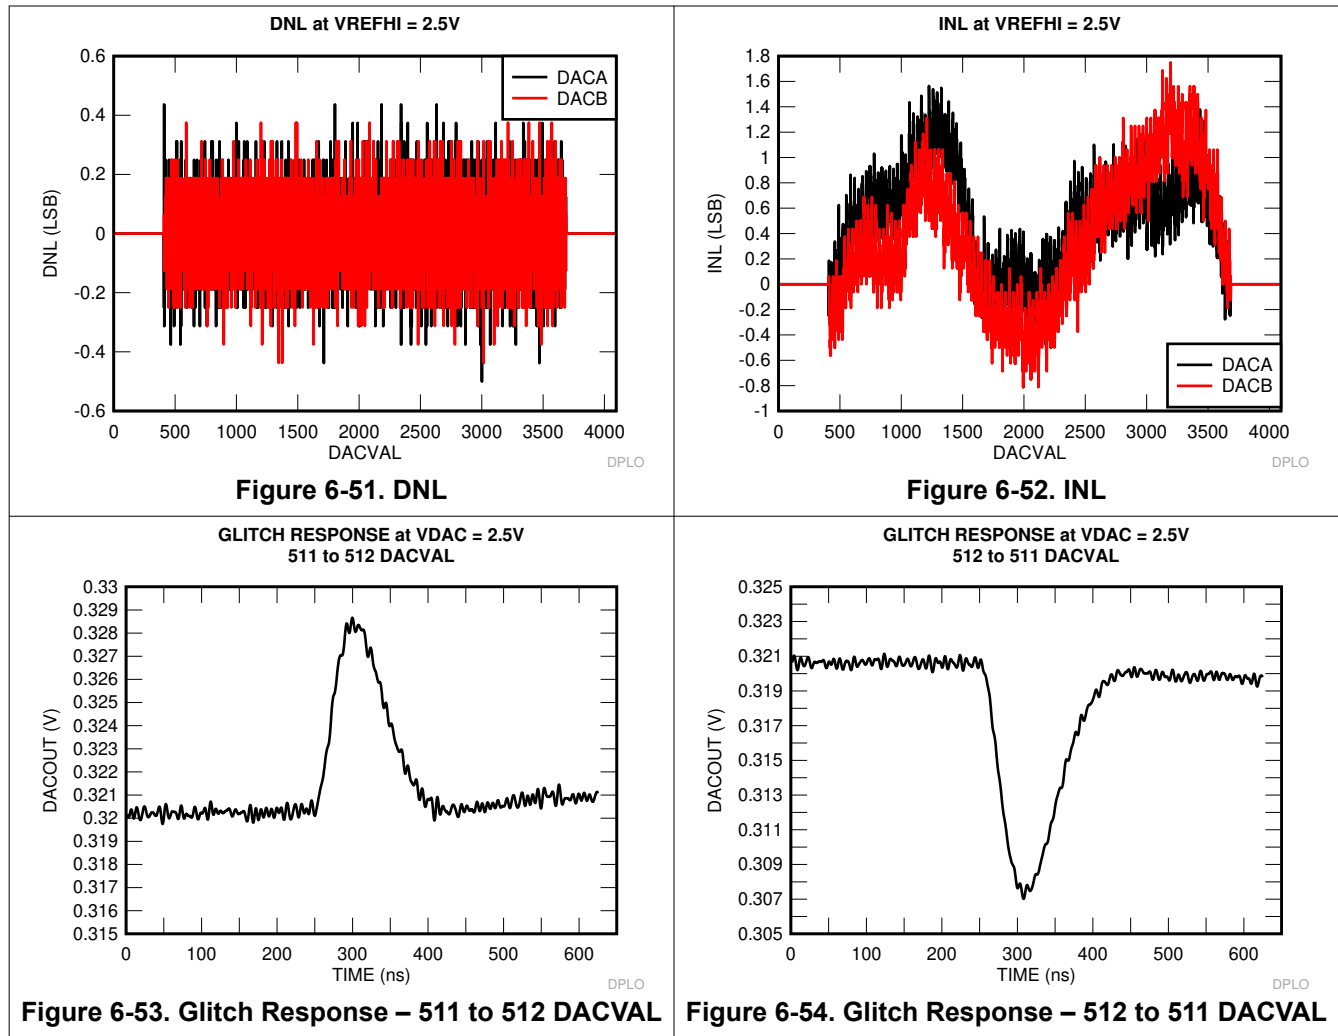 DNL at VREFHI = 2.5V
0.6
0.4
0.2
0
-0.2
-0.4
-0.6
DNL (LSB)
DACA
DACB
0 500 1000 1500 2000 2500 3000 3500 4000
DACVAL
DPLO
Figure 6-51. DNL
INL at VREFHI = 2.5V
1.8
1.6
1.4
1.2
1
0.8
0.6
0.4
0.2
0
-0.2
-0.4
-0.6
-0.8
-1
INL (LSB)
DACA
DACB
0 500 1000 1500 2000 2500 3000 3500 4000
DACVAL
DPLO
Figure 6-52. INL
GLITCH RESPONSE at VDAC = 2.5V
511 to 512 DACVAL
0.33
0.329
0.328
0.327
0.326
0.325
0.324
0.323
0.322
0.321
0.32
0.319
0.318
0.317
0.316
0.315
DACOUT (V)
0 100 200 300 400 500 600
TIME (ns)
DPLO
Figure 6-53. Glitch Response – 511 to 512 DACVAL
GLITCH RESPONSE at VDAC = 2.5V
512 to 511 DACVAL
0.325
0.323
0.321
0.319
0.317
0.315
0.313
0.311
0.309
0.307
0.305
DACOUT (V)
0 100 200 300 400 500 600
TIME (ns)
DPLO
Figure 6-54. Glitch Response – 512 to 511 DACVAL